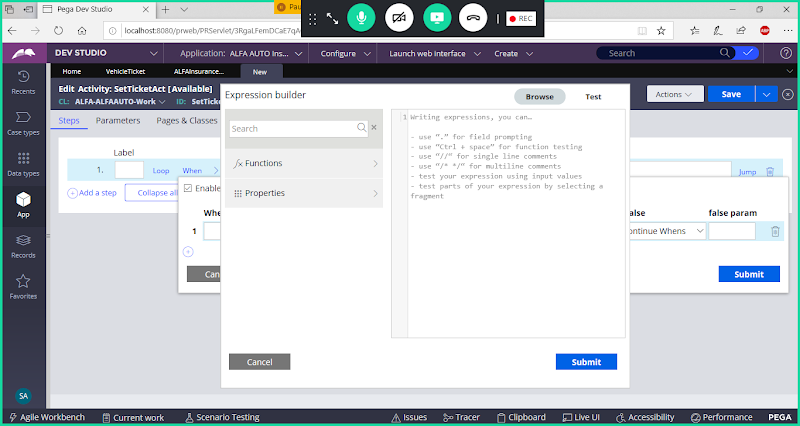 Pega Dev Studio
Pau
REC
localhost:8080/prweb/PRServlet/3RgaLFemDCaE7qA
DEV STUDIO
Application: ALFA AUTO Ins...
Configure
Launch web interface
Create
Search
Home
VehicleTicket
ALFAInsurance...
New
Recents
Case types
Data types
App
Records
Favorites
SA
Edit Activity: SetTicketAct [Available]
CL: ALFA-ALFAAUTO-Work
ID: SetTick
Actions
Save
Steps
Parameters
Pages & Classes
Label
1.
Loop
When
Jump
Add a step
Collapse all
Enable
Whe
alse
false param
1
ontinue Whens
Can
Submit
Expression builder
Browse
Test
Search
Functions
Properties
1 Writing expressions, you can…
- use "." for field prompting
- use "Ctrl + space" for function testing
- use "//" for single line comments
- use "/* */" for multiline comments
- test your expression using input values
- test parts of your expression by selecting a
fragment
Cancel
Submit
Agile Workbench
Current work
Scenario Testing
Issues
Tracer
Clipboard
Live UI
Accessibility
Performance
PEGA